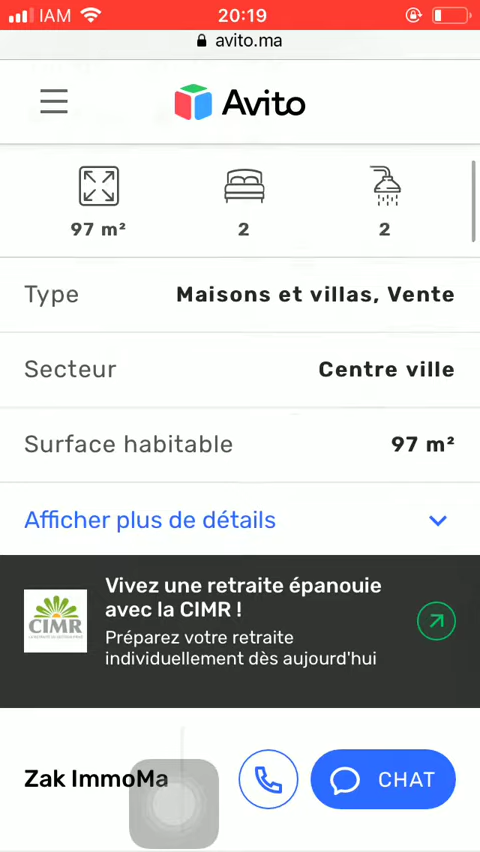 IAM
20:19
avito.ma
Avito
97 m²
2
2
Type
Maisons et villas, Vente
Secteur
Centre ville
Surface habitable
97 m²
Afficher plus de détails
Vivez une retraite épanouie
avec la CIMR !
CIMR
Préparez votre retraite
individuellement dès aujourd'hui
Zak ImmoMa
CHAT